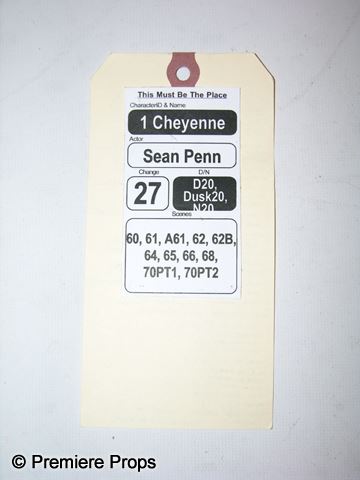 This Must Be The Place
CharacterID & Name
1 Cheyenne
Actor
Sean Penn
Change D/N
27
D20,
Dusk20,
N20
Scenes
60, 61, A61, 62, 62B,
64, 65, 66, 68,
70PT1, 70PT2
© Premiere Props